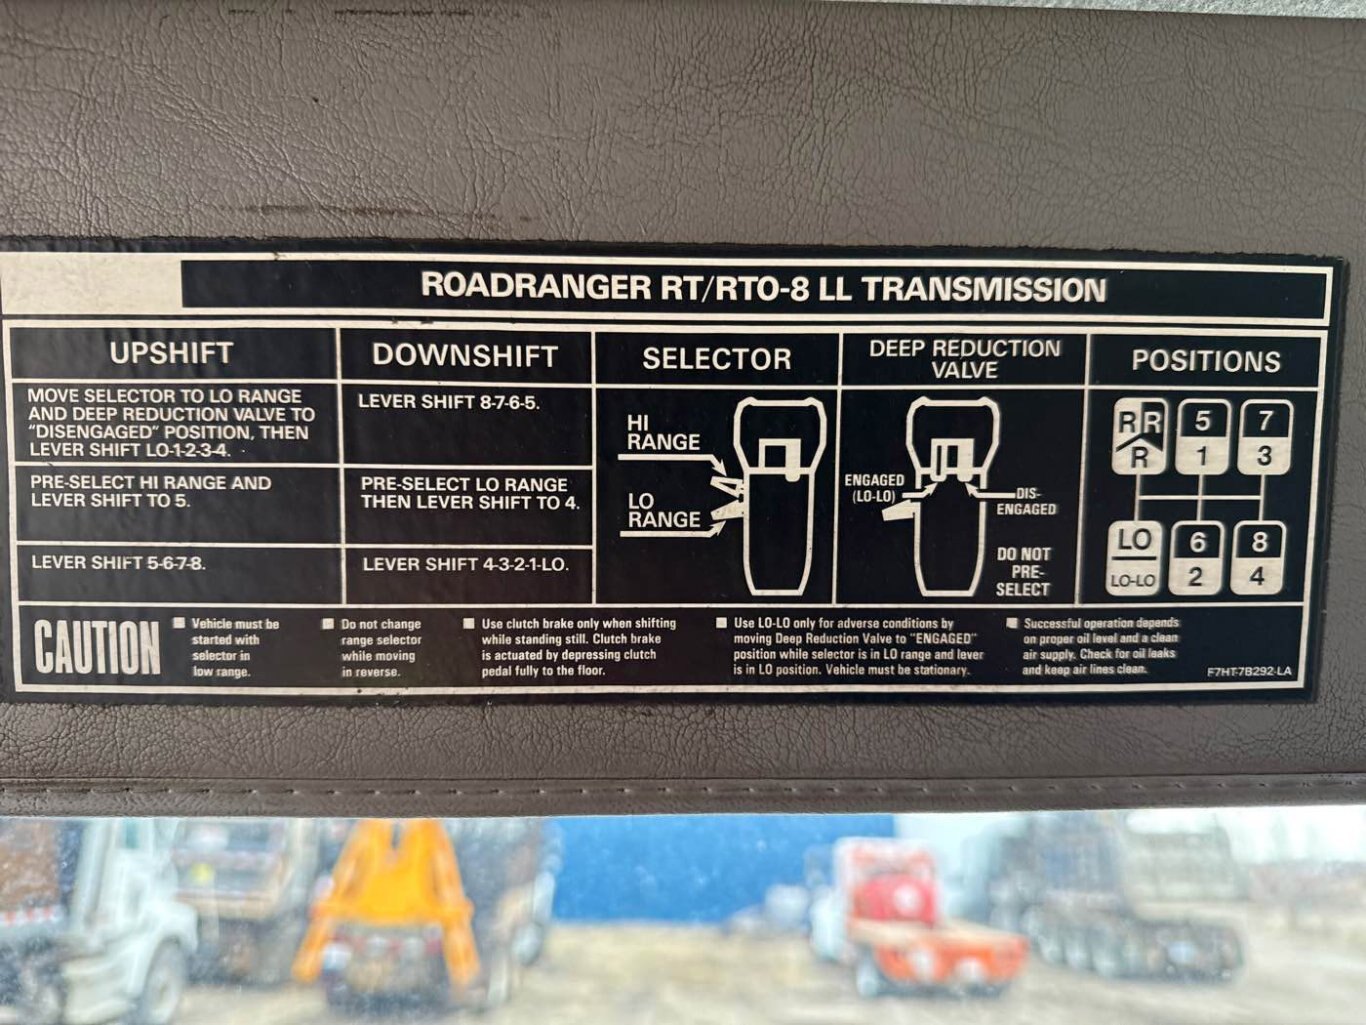 ROADRANGER RT/RTO-8 LL TRANSMISSION
UPSHIFT
MOVE SELECTOR TO LO RANGE
AND DEEP REDUCTION VALVE TO
"DISENGAGED" POSITION, THEN
LEVER SHIFT LO-1-2-3-4.
PRE-SELECT HI RANGE AND
LEVER SHIFT TO 5.
LEVER SHIFT 5-6-7-8.
DOWNSHIFT
LEVER SHIFT 8-7-6-5.
PRE-SELECT LO RANGE
THEN LEVER SHIFT TO 4.
LEVER SHIFT 4-3-2-1-LO.
SELECTOR
HI
RANGE
LO
RANGE
DEEP REDUCTION
VALVE
ENGAGED
(LO-LO)
DIS-
ENGAGED
DO NOT
PRE-
SELECT
POSITIONS
R R 5 7
R 1 3
LO 6 8
LO-LO 2 4
CAUTION
■ Vehicle must be
started with
selector in
low range.
■ Do not change
range selector
while moving
in reverse.
■ Use clutch brake only when shifting
while standing still. Clutch brake
is actuated by depressing clutch
pedal fully to the floor.
■ Use LO-LO only for adverse conditions by
moving Deep Reduction Valve to "ENGAGED"
position while selector is in LO range and lever
is in LO position. Vehicle must be stationary.
■ Successful operation depends
on proper oil level and a clean
air supply. Check for oil leaks
and keep air lines clean.
F7HT-7B292-LA